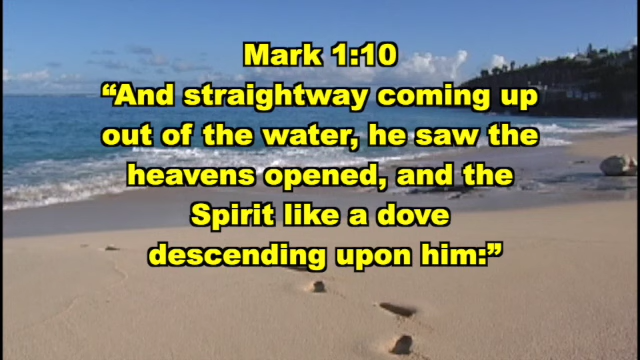 Mark 1:10
“And straightway coming up
out of the water, he saw the
heavens opened, and the
Spirit like a dove
descending upon him:”